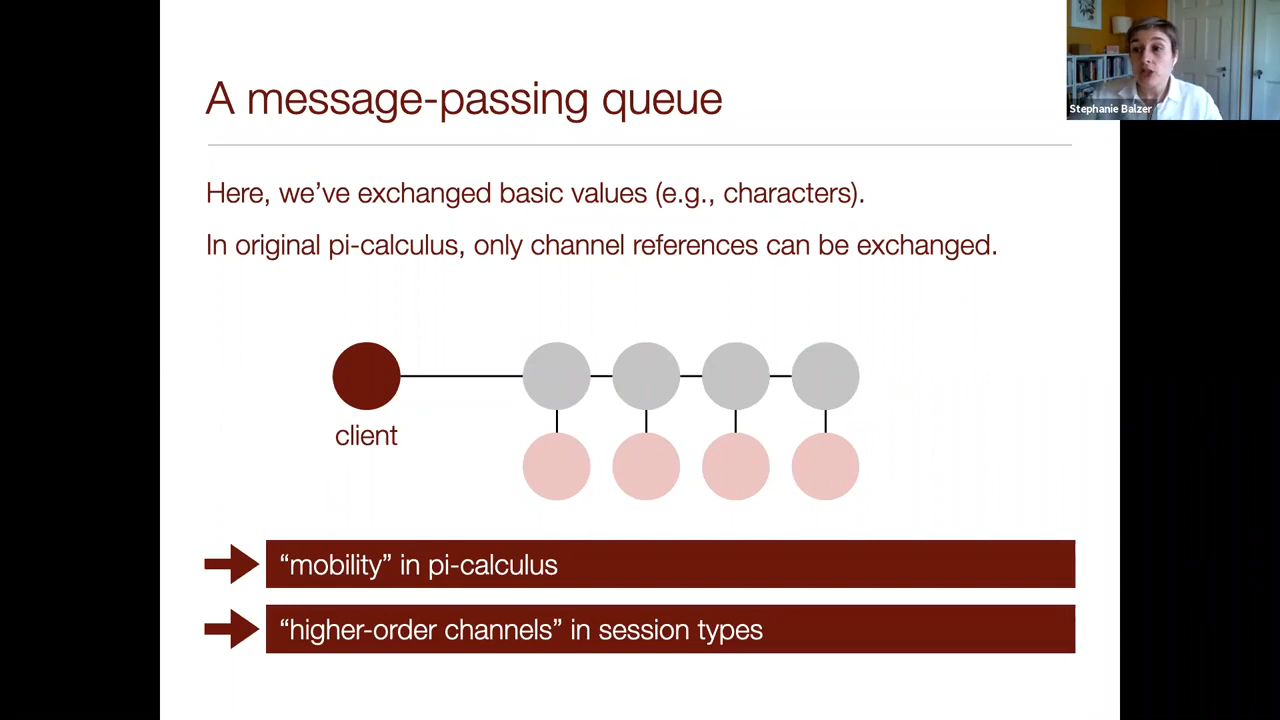 A message-passing queue
Stephanie Balzer
Here, we’ve exchanged basic values (e.g., characters).
In original pi-calculus, only channel references can be exchanged.
client
“mobility” in pi-calculus
“higher-order channels” in session types